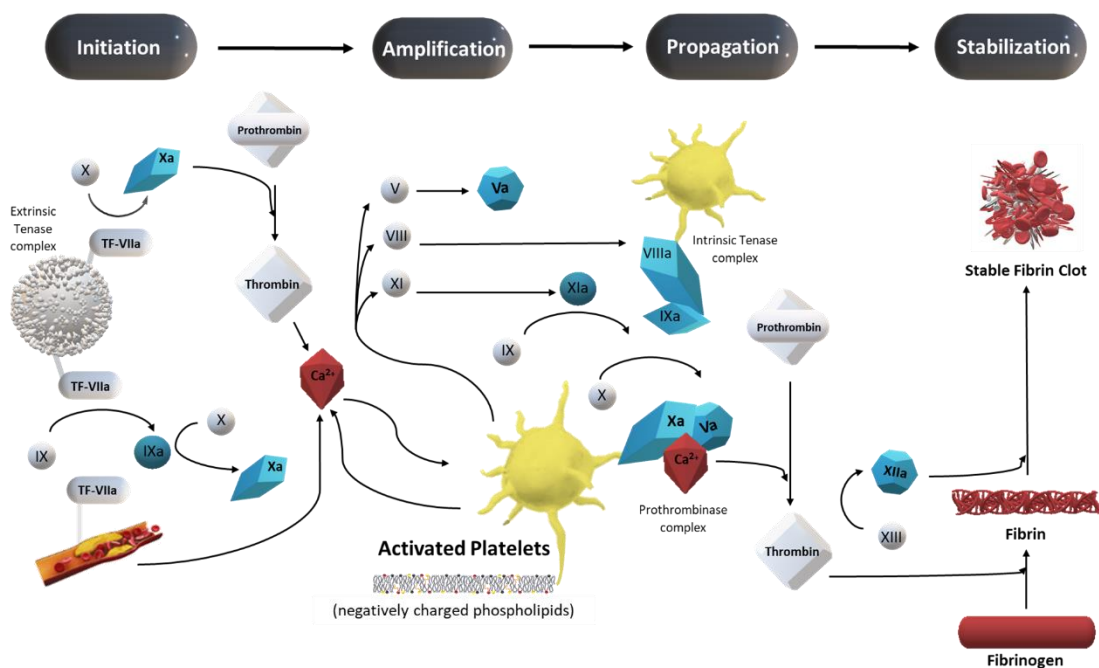 Initiation
Amplification
Propagation
Stabilization
Prothrombin
X
Xa
Extrinsic
Tenase
complex
TF-VIIa
Thrombin
TF-VIIa
Ca²⁺
IX
IXa
X
Xa
TF-VIIa
V
Va
VIII
XI
XIa
IX
Activated Platelets
(negatively charged phospholipids)
VIIIa
IXa
Intrinsic Tenase
complex
X
Xa
Va
Ca²⁺
Prothrombinase
complex
Prothrombin
Thrombin
XIIa
XIII
Stable Fibrin Clot
Fibrin
Fibrinogen